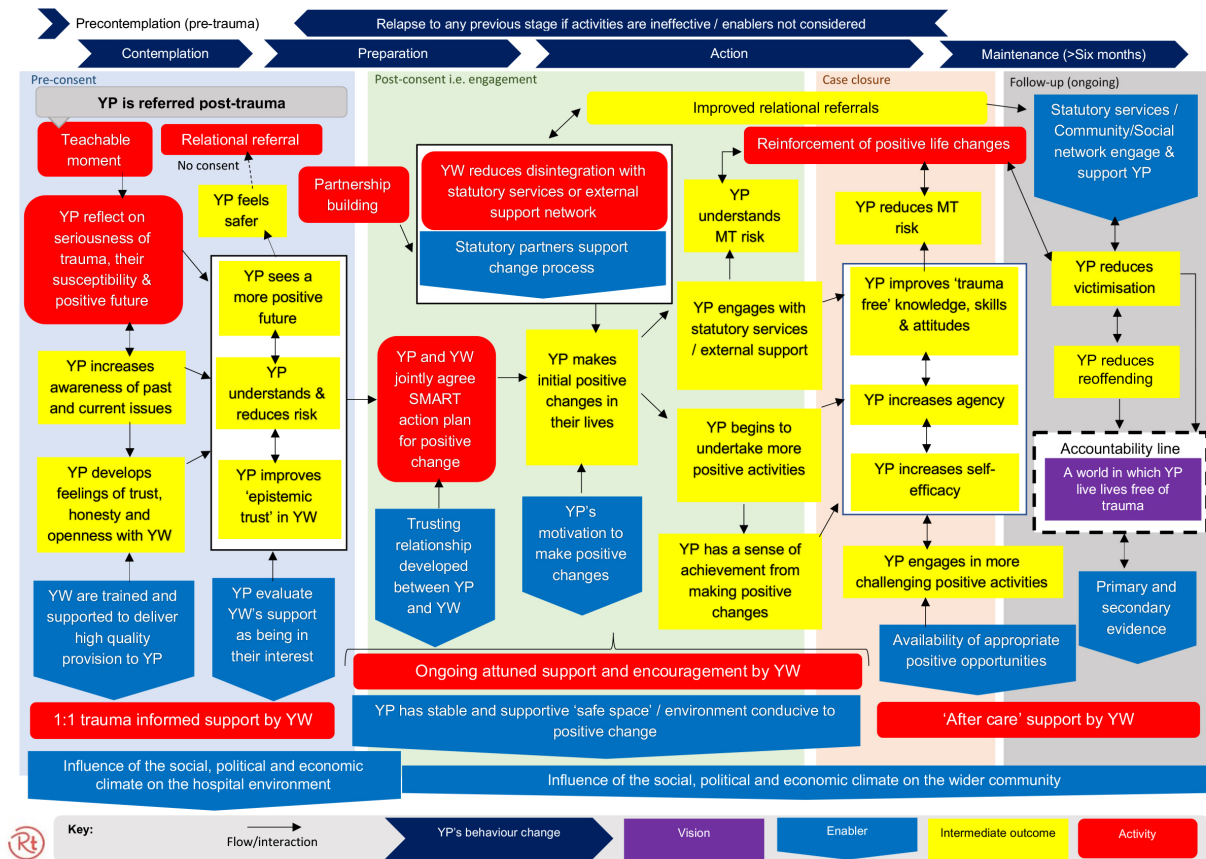 Precontemplation (pre-trauma)
Relapse to any previous stage if activities are ineffective / enablers not considered
Contemplation
Preparation
Action
Maintenance (>Six months)
Pre-consent
Post-consent i.e. engagement
Case closure
Follow-up (ongoing)
YP is referred post-trauma
Teachable
moment
Relational referral
No consent
YP feels
safer
YP reflect on
seriousness of
trauma, their
susceptibility &
positive future
YP increases
awareness of past
and current issues
YP develops
feelings of trust,
honesty and
openness with YW
YW are trained and
supported to deliver
high quality
provision to YP
YP sees a
more positive
future
YP
understands &
reduces risk
YP improves
‘epistemic
trust’ in YW
YP evaluate
YW’s support
as being in
their interest
1:1 trauma informed support by YW
Influence of the social, political and economic
climate on the hospital environment
Partnership
building
YW reduces disintegration with
statutory services or external
support network
Statutory partners support
change process
YP and YW
jointly agree
SMART
action plan
for positive
change
Trusting
relationship
developed
between YP
and YW
YP makes
initial positive
changes in
their lives
YP’s
motivation to
make positive
changes
Improved relational referrals
Reinforcement of positive life changes
YP
understands
MT risk
YP engages with
statutory services
/ external support
YP begins to
undertake more
positive activities
YP has a sense of
achievement from
making positive
changes
Ongoing attuned support and encouragement by YW
YP has stable and supportive ‘safe space’ / environment conducive to
positive change
YP reduces MT
risk
YP improves ‘trauma
free’ knowledge, skills
& attitudes
YP increases agency
YP increases self-
efficacy
YP engages in more
challenging positive activities
Availability of appropriate
positive opportunities
‘After care’ support by YW
Statutory services /
Community/Social
network engage &
support YP
YP reduces
victimisation
YP reduces
reoffending
Accountability line
A world in which YP
live lives free of
trauma
Primary and
secondary
evidence
Influence of the social, political and economic climate on the wider community
Rt
Key:
Flow/interaction
YP’s behaviour change
Vision
Enabler
Intermediate outcome
Activity